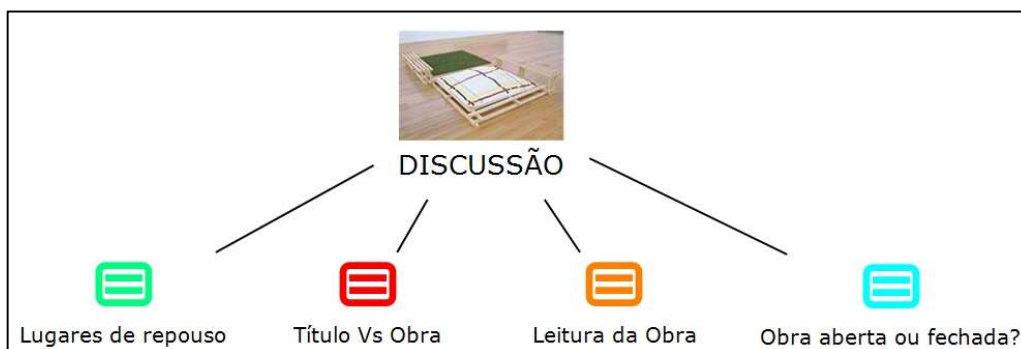 DISCUSSÃO
Lugares de repouso
Título Vs Obra
Leitura da Obra
Obra aberta ou fechada?